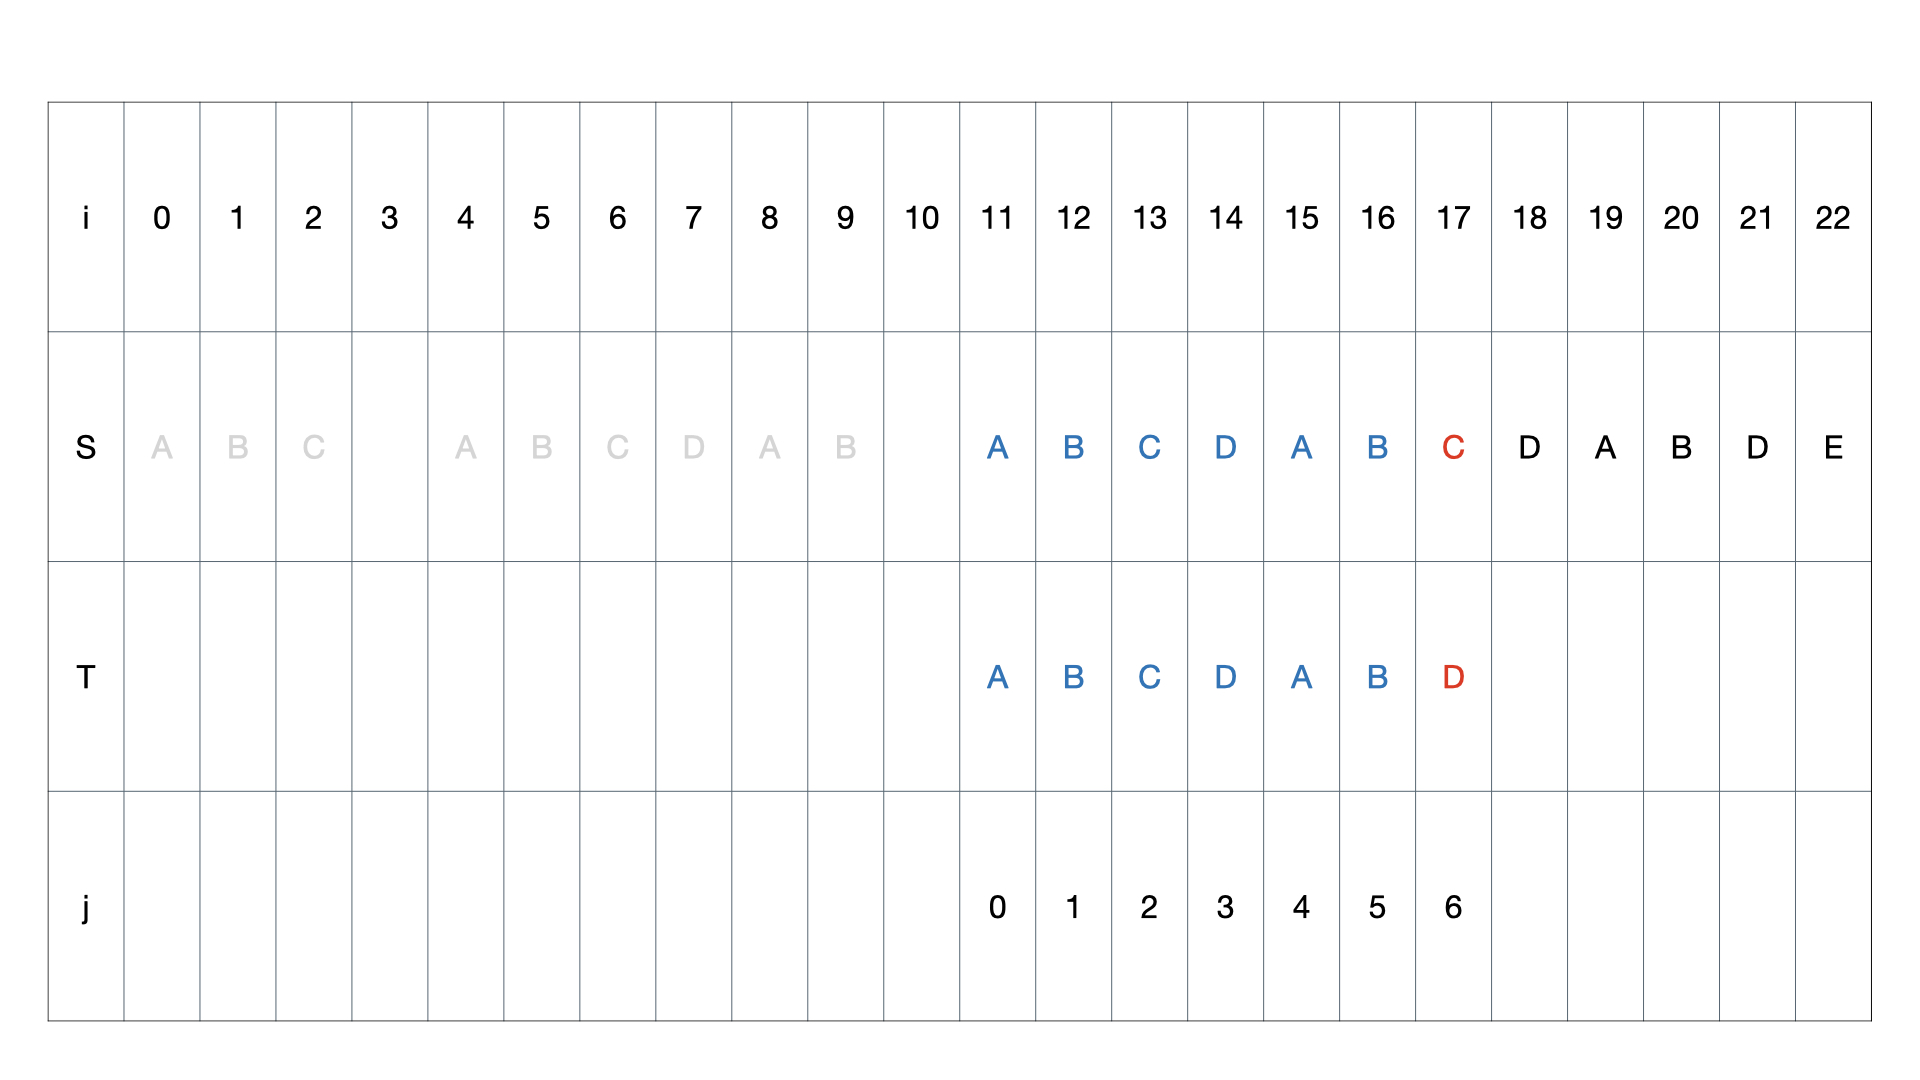 i 0 1 2 3 4 5 6 7 8 9 10 11 12 13 14 15 16 17 18 19 20 21 22
S A B C A B C D A B A B C D A B C D A B D E
T A B C D A B D
j 0 1 2 3 4 5 6